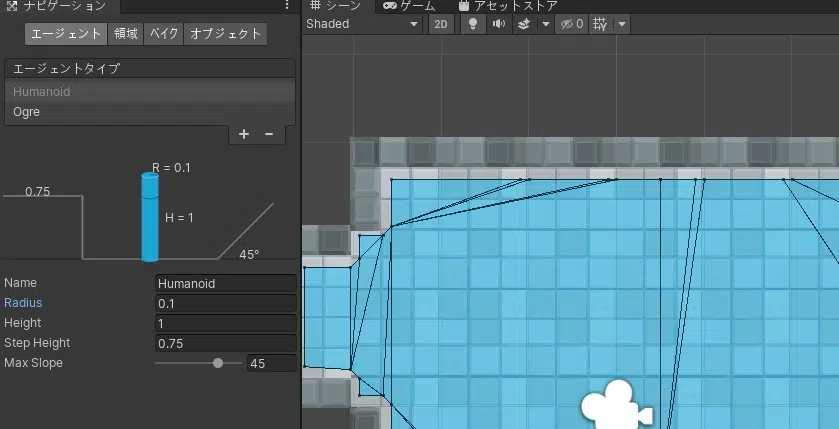 ナビゲーション
エージェント 領域 ベイク オブジェクト
エージェントタイプ
Humanoid
Ogre
R = 0.1
0.75
H = 1
45°
Name Humanoid
Radius 0.1
Height 1
Step Height 0.75
Max Slope 45
シーン ゲーム アセットストア
Shaded 2D 0